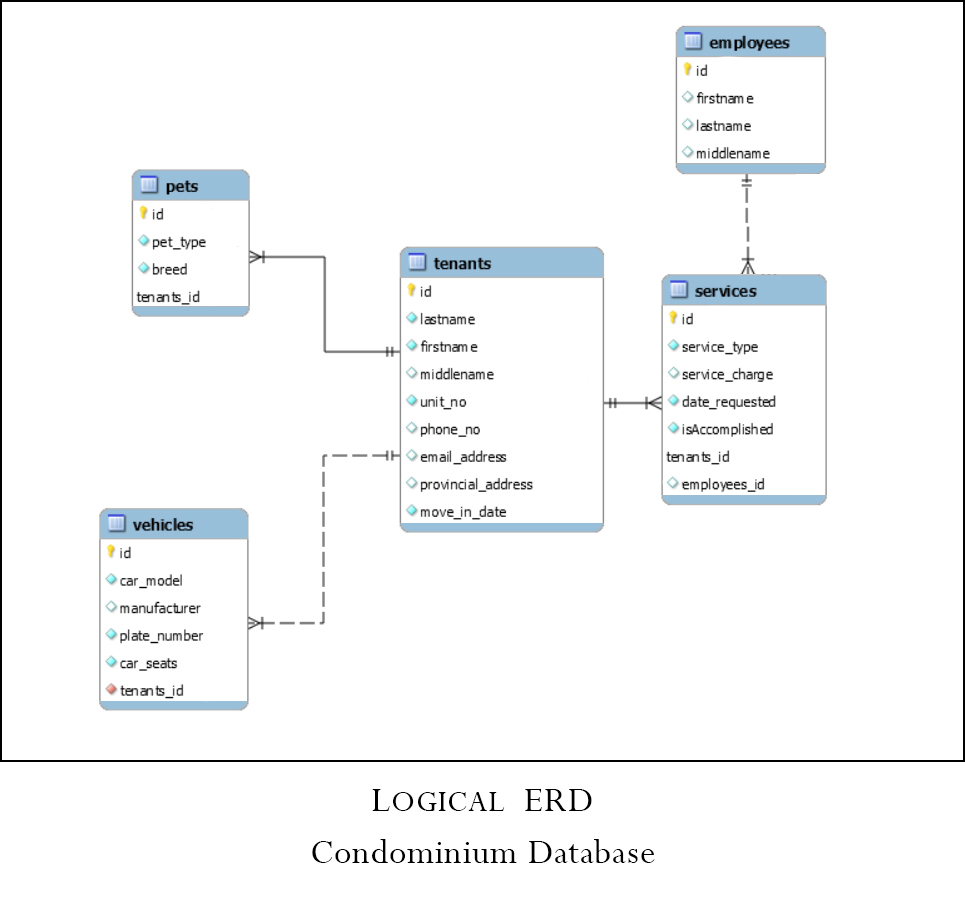 employees
id
firstname
lastname
middlename
pets
id
pet_type
breed
tenants_id
tenants
id
lastname
firstname
middlename
unit_no
phone_no
email_address
provincial_address
move_in_date
services
id
service_type
service_charge
date_requested
isAccomplished
tenants_id
employees_id
vehicles
id
car_model
manufacturer
plate_number
car_seats
tenants_id
LOGICAL ERD
Condominium Database